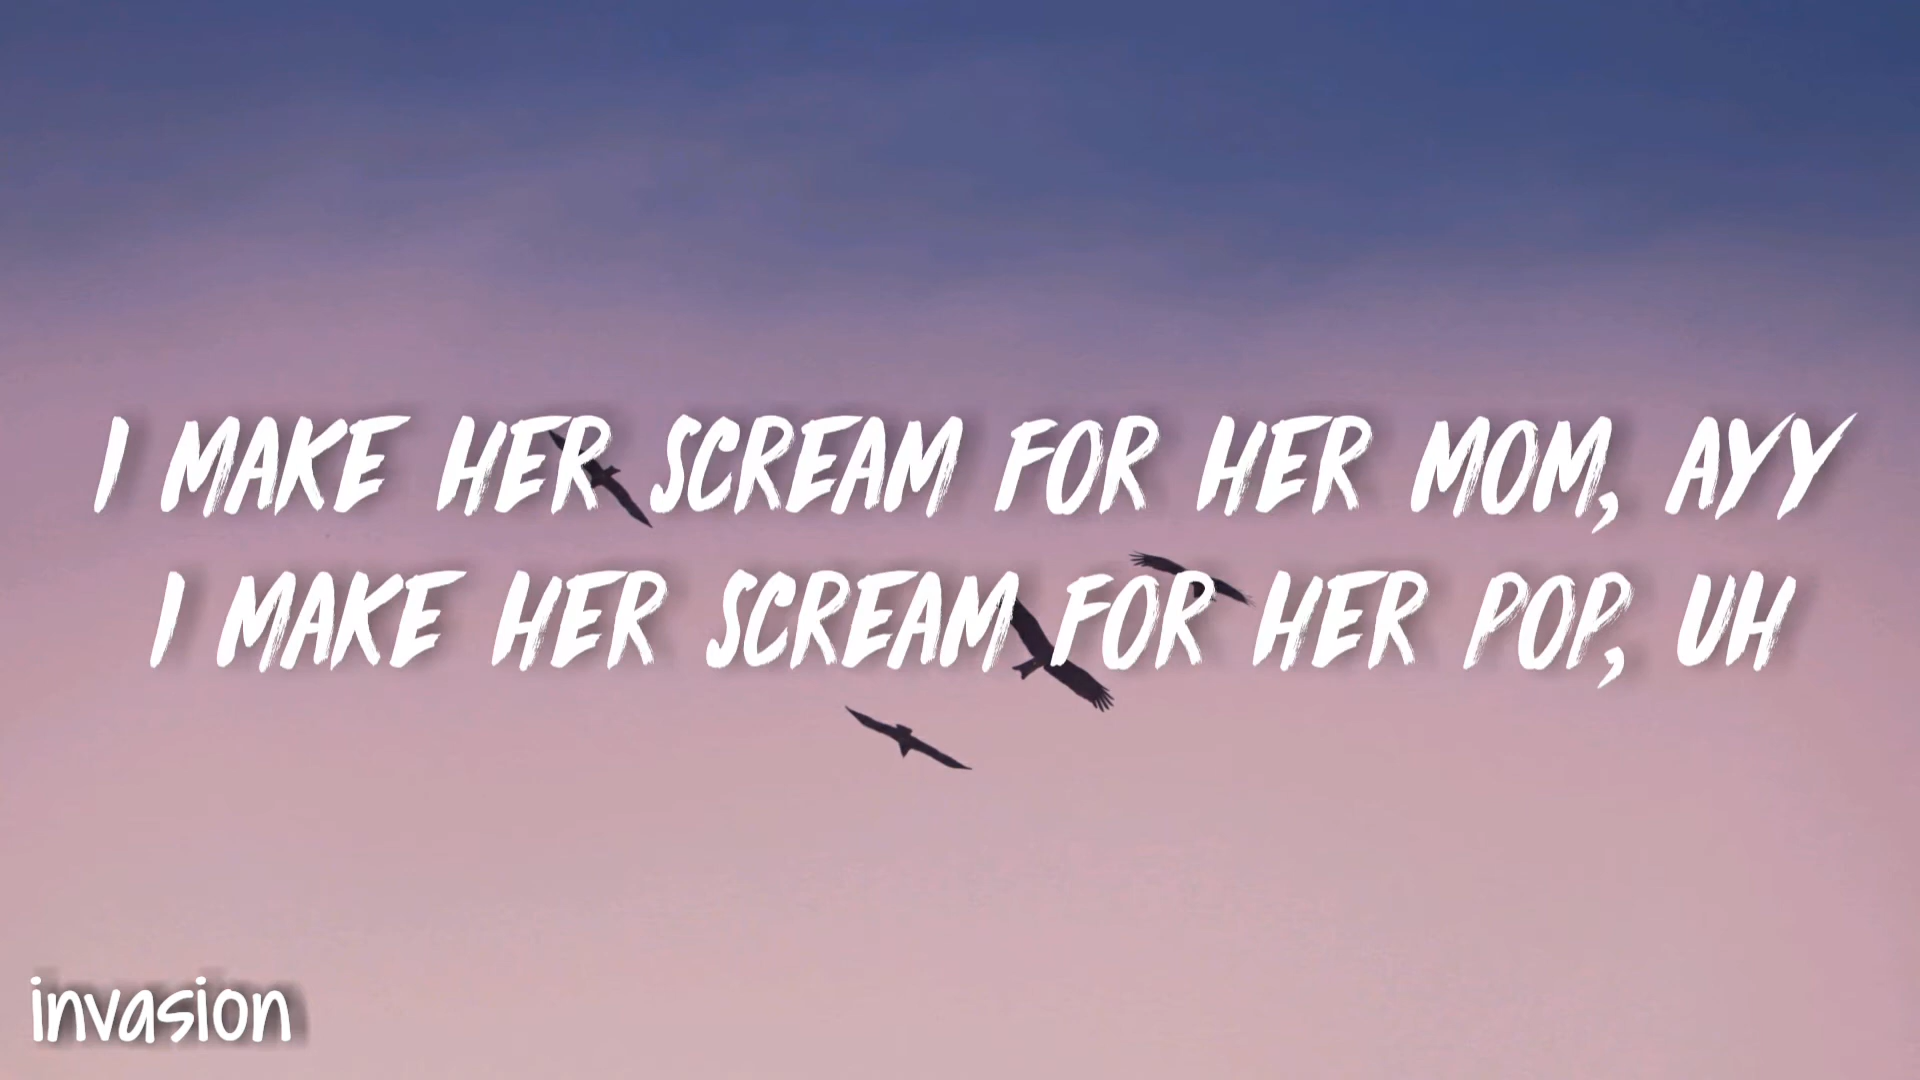 I MAKE HER SCREAM FOR HER MOM, AYY
I MAKE HER SCREAM FOR HER POP, UH
invasion